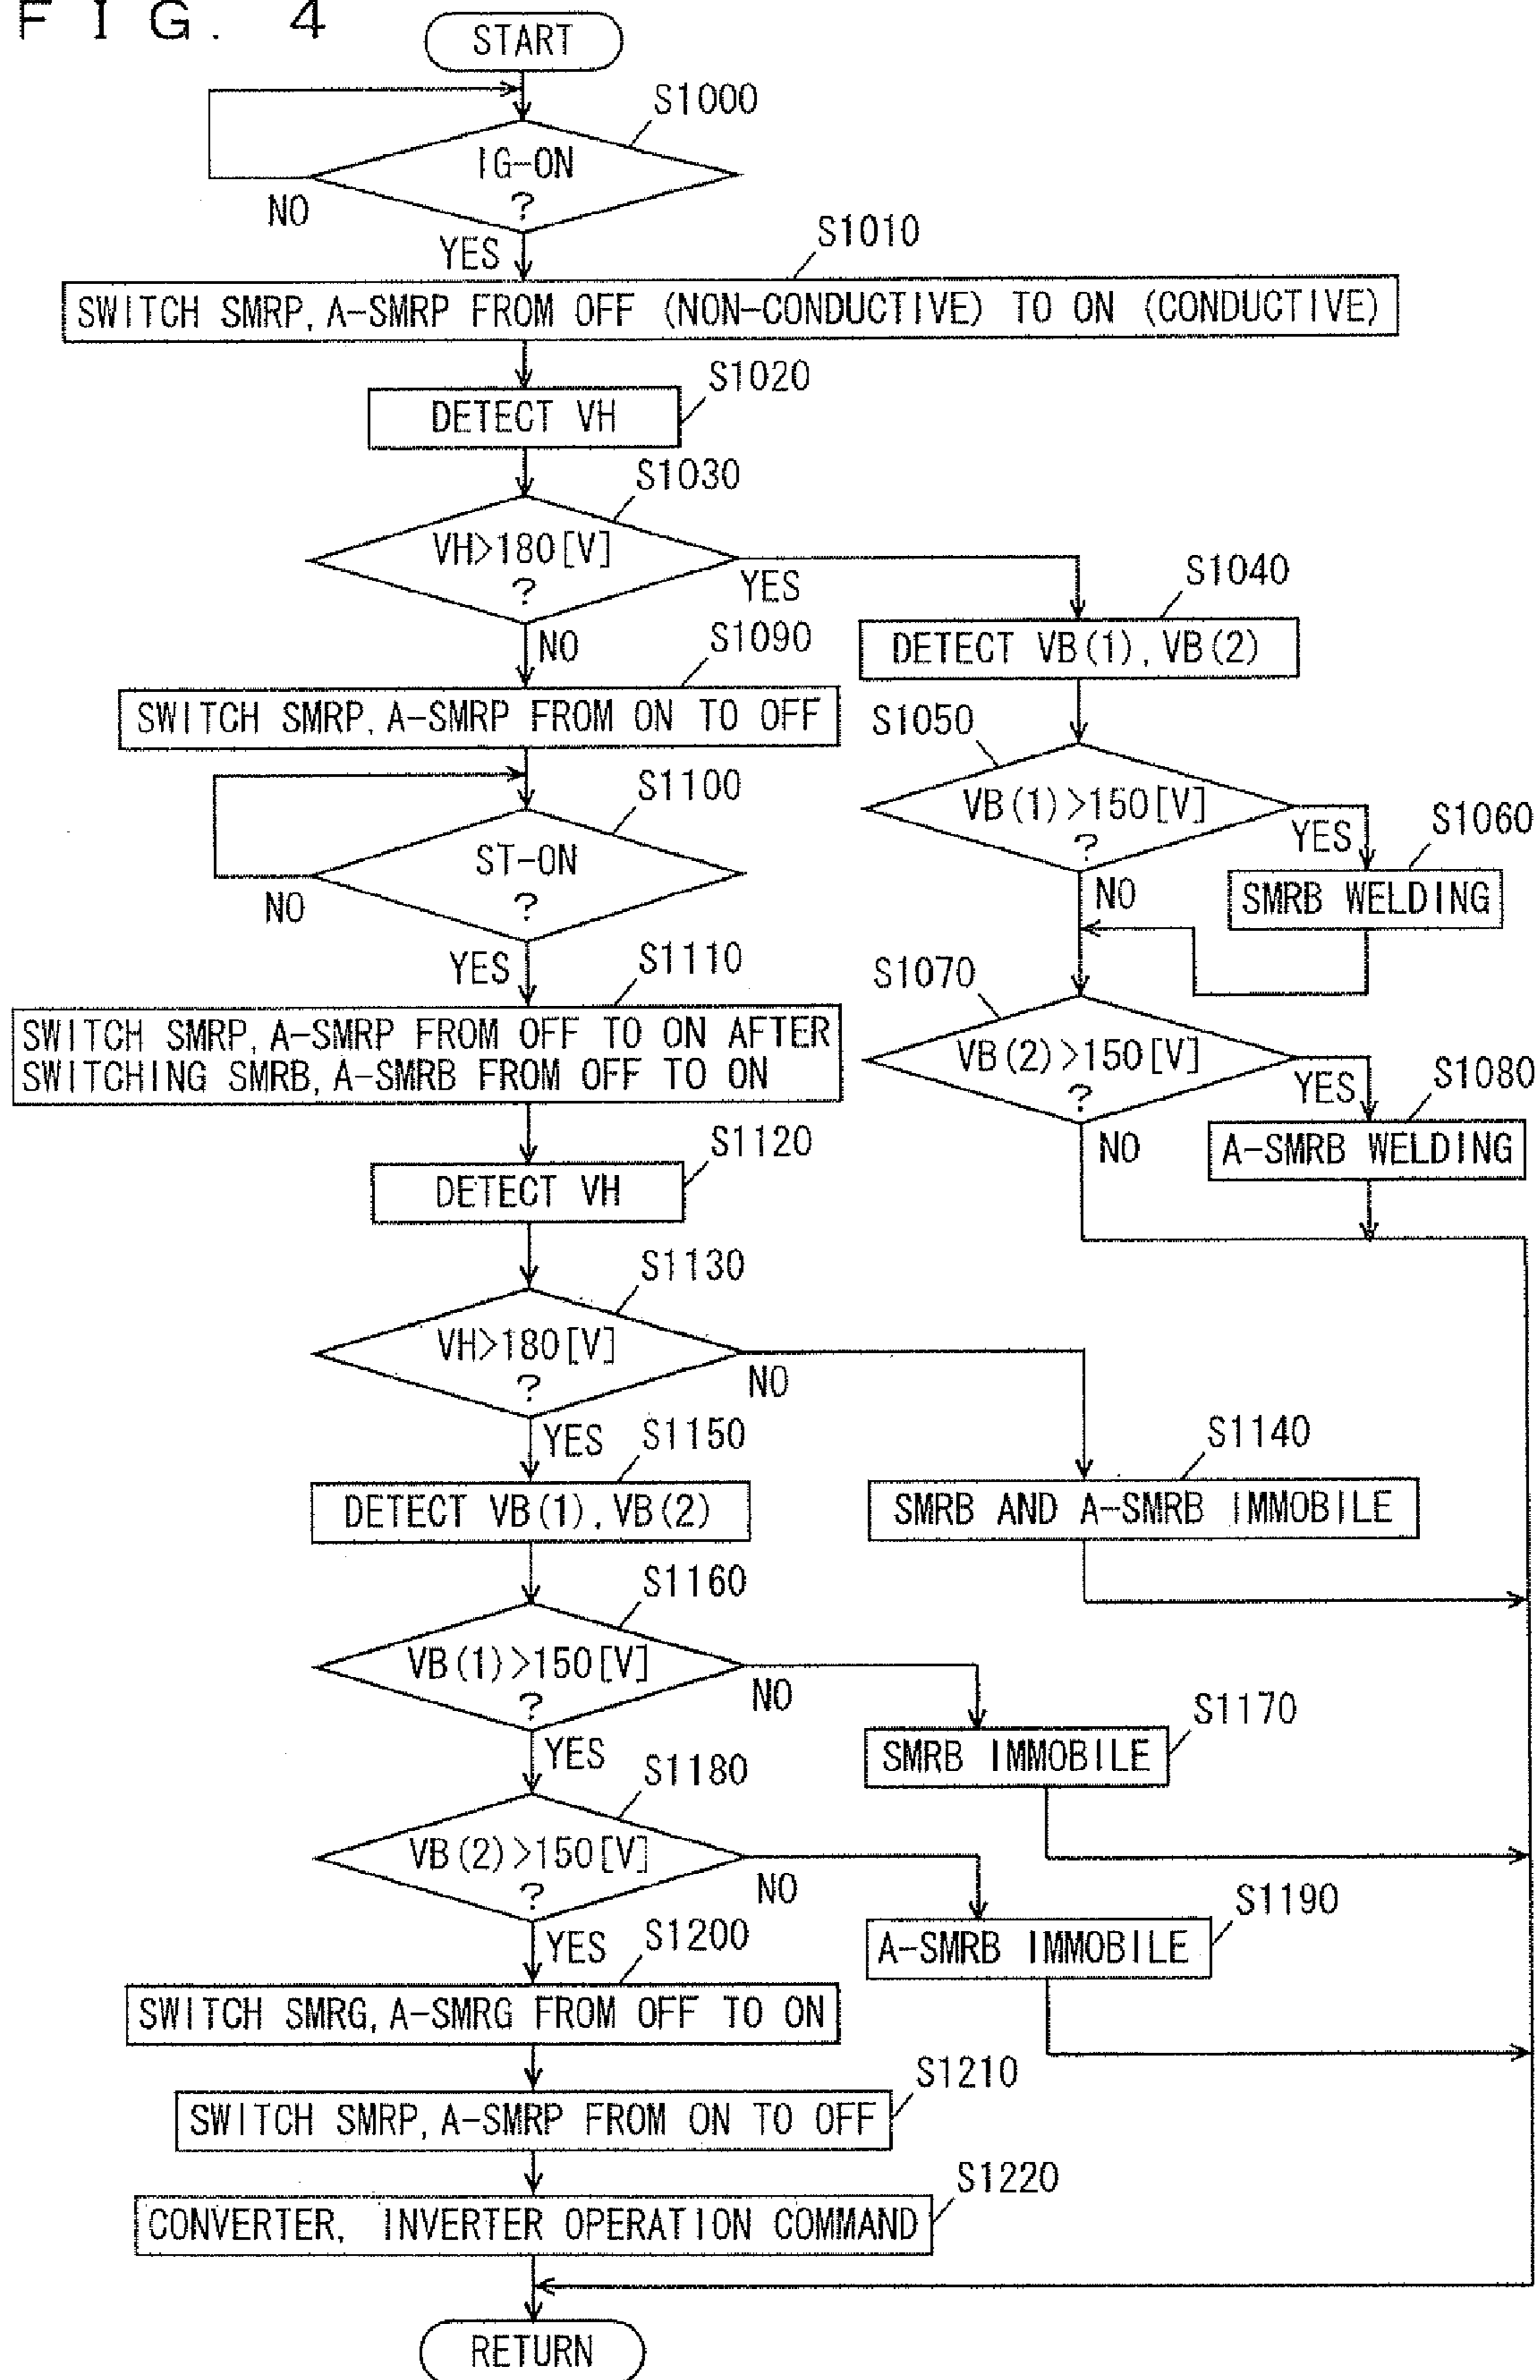 FIG. 4
START
S1000
IG-ON
?
NO
YES
S1010
SWITCH SMRP, A-SMRP FROM OFF (NON-CONDUCTIVE) TO ON (CONDUCTIVE)
S1020
DETECT VH
S1030
VH>180[V]
?
YES
NO
S1040
DETECT VB(1), VB(2)
S1050
VB(1)>150[V]
?
YES
NO
S1060
SMRB WELDING
S1070
VB(2)>150[V]
?
YES
NO
S1080
A-SMRB WELDING
S1090
SWITCH SMRP, A-SMRP FROM ON TO OFF
S1100
ST-ON
?
NO
YES
S1110
SWITCH SMRP, A-SMRP FROM OFF TO ON AFTER
SWITCHING SMRB, A-SMRB FROM OFF TO ON
S1120
DETECT VH
S1130
VH>180[V]
?
NO
YES
S1140
SMRB AND A-SMRB IMMOBILE
S1150
DETECT VB(1), VB(2)
S1160
VB(1)>150[V]
?
NO
YES
S1170
SMRB IMMOBILE
S1180
VB(2)>150[V]
?
NO
YES
S1190
A-SMRB IMMOBILE
S1200
SWITCH SMRG, A-SMRG FROM OFF TO ON
S1210
SWITCH SMRP, A-SMRP FROM ON TO OFF
S1220
CONVERTER, INVERTER OPERATION COMMAND
RETURN